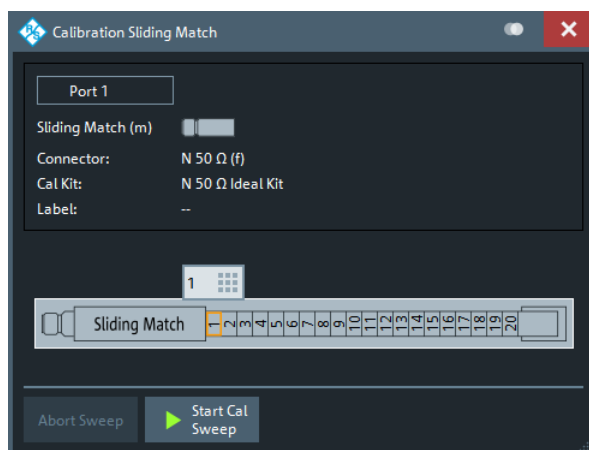 Calibration Sliding Match
Port 1
Sliding Match (m)
Connector: N 50 Ω (f)
Cal Kit: N 50 Ω Ideal Kit
Label: --
1
Sliding Match 1 2 3 4 5 6 7 8 9 10 11 12 13 14 15 16 17 18 19 20
Abort Sweep
Start Cal
Sweep